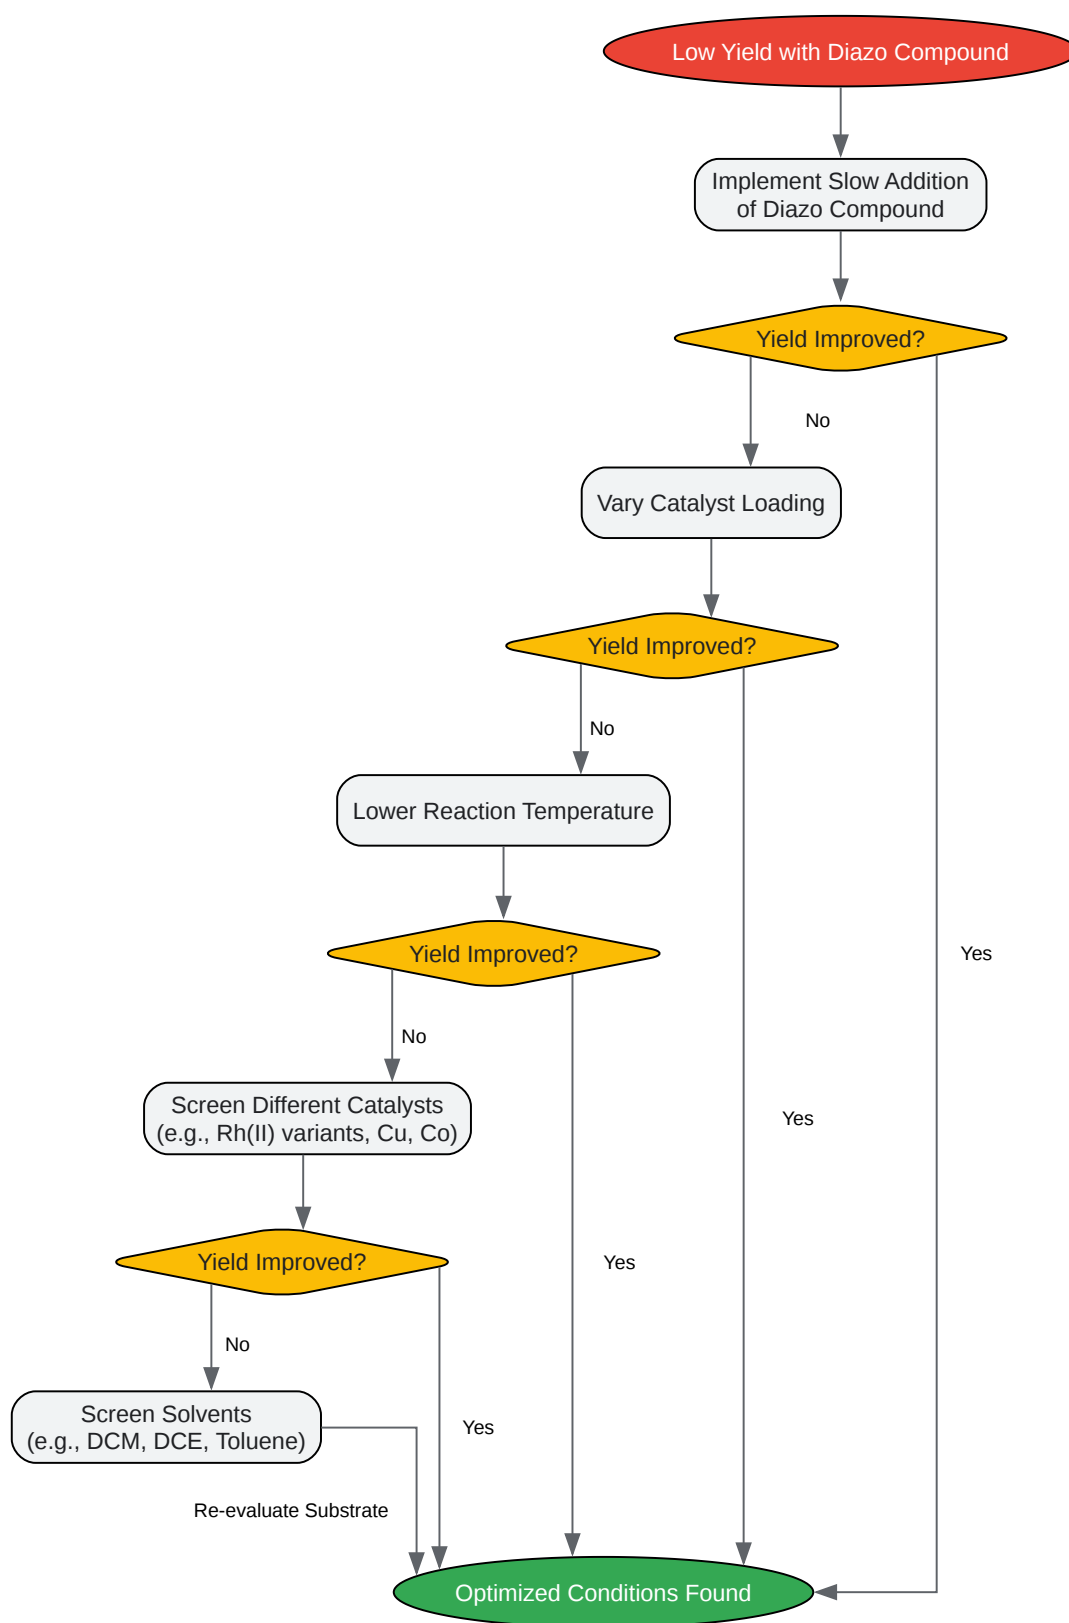 Low Yield with Diazo Compound
Implement Slow Addition
of Diazo Compound
Yield Improved?
No
Vary Catalyst Loading
Yield Improved?
No
Lower Reaction Temperature
Yield Improved?
Yes
No
Screen Different Catalysts
(e.g., Rh(II) variants, Cu, Co)
Yes
Yield Improved?
Yes
No
Screen Solvents
(e.g., DCM, DCE, Toluene)
Yes
Re-evaluate Substrate
Optimized Conditions Found